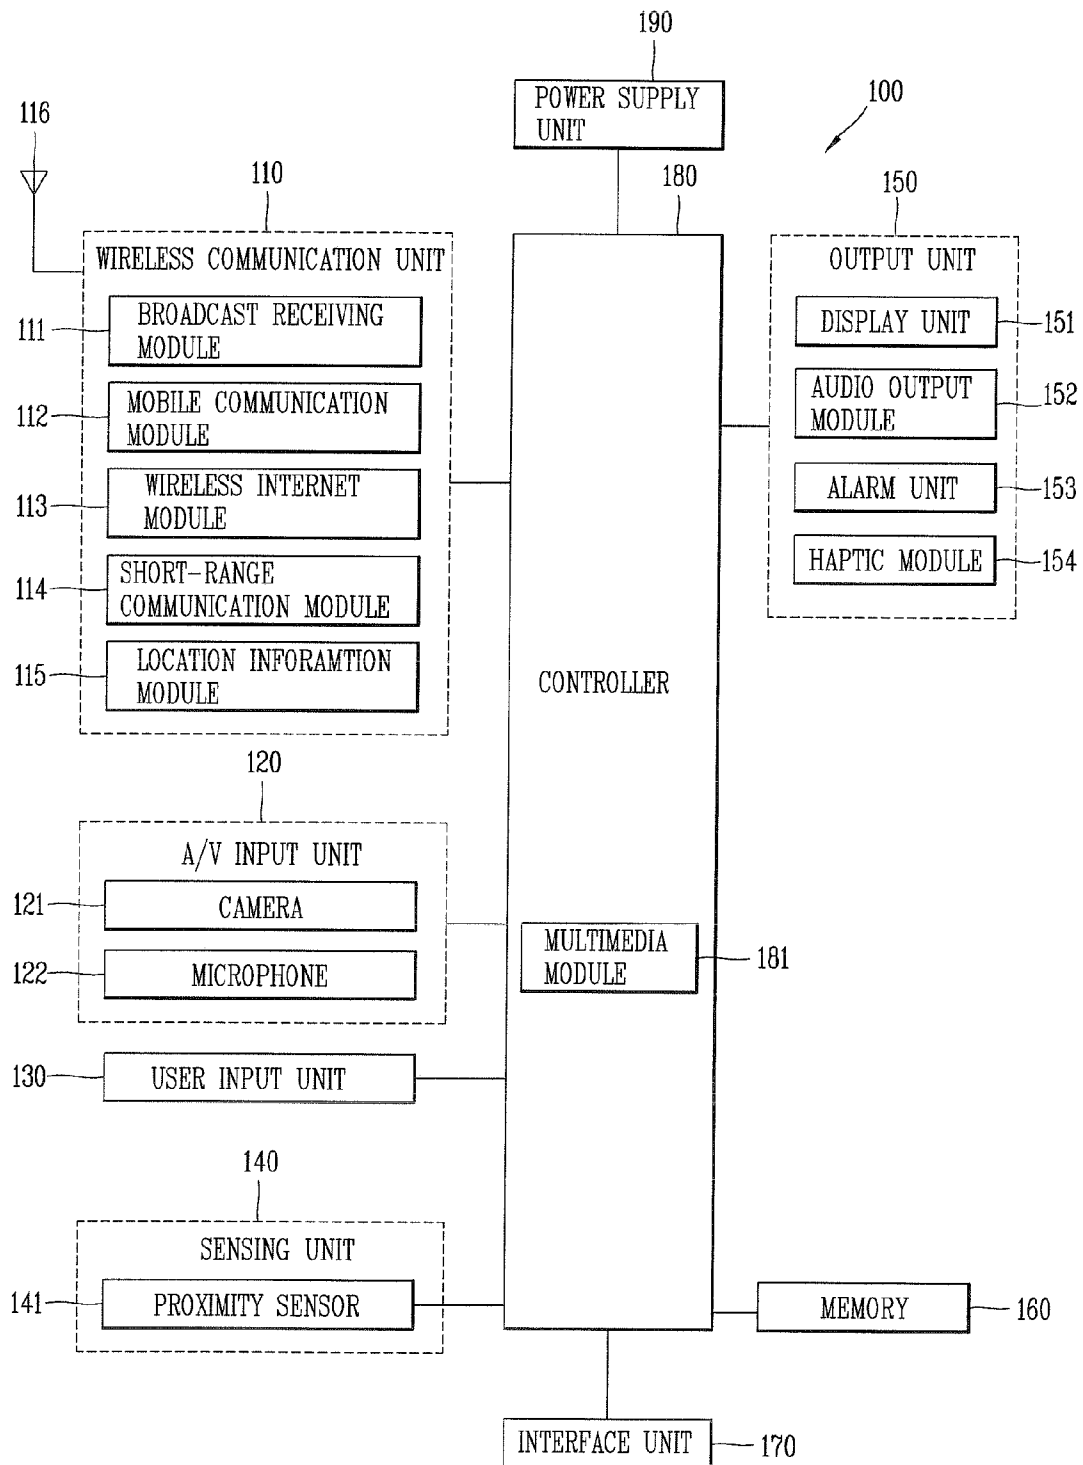 190
POWER SUPPLY
UNIT
100
116
110
180
150
WIRELESS COMMUNICATION UNIT
111
BROADCAST RECEIVING
MODULE
112
MOBILE COMMUNICATION
MODULE
113
WIRELESS INTERNET
MODULE
114
SHORT-RANGE
COMMUNICATION MODULE
115
LOCATION INFORAMTION
MODULE
OUTPUT UNIT
DISPLAY UNIT
151
AUDIO OUTPUT
MODULE
152
ALARM UNIT
153
HAPTIC MODULE
154
CONTROLLER
120
A/V INPUT UNIT
121
CAMERA
122
MICROPHONE
MULTIMEDIA
MODULE
181
130
USER INPUT UNIT
140
SENSING UNIT
141
PROXIMITY SENSOR
MEMORY
160
INTERFACE UNIT
170